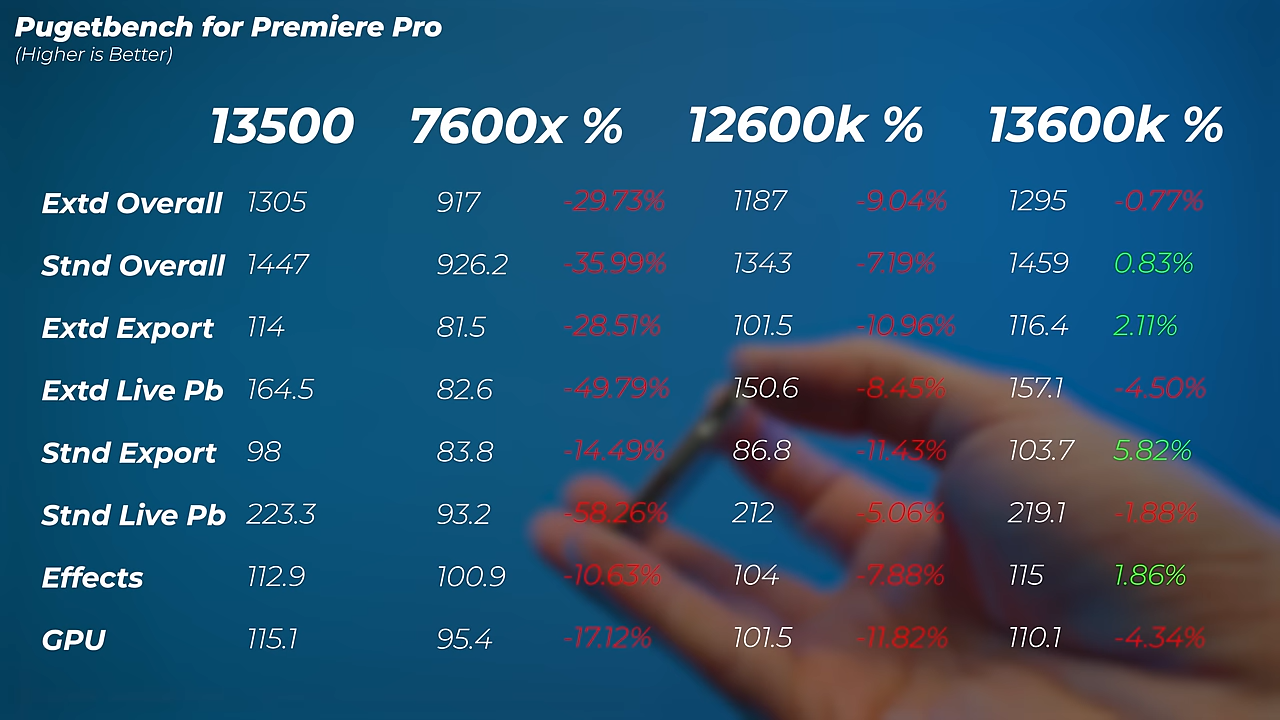 Pugetbench for Premiere Pro
(Higher is Better)
13500 7600x % 12600k % 13600k %
Extd Overall 1305 917 -29.73% 1187 -9.04% 1295 -0.77%
Stnd Overall 1447 926.2 -35.99% 1343 -7.19% 1459 0.83%
Extd Export 114 81.5 -28.51% 101.5 -10.96% 116.4 2.11%
Extd Live Pb 164.5 82.6 -49.79% 150.6 -8.45% 157.1 -4.50%
Stnd Export 98 83.8 -14.49% 86.8 -11.43% 103.7 5.82%
Stnd Live Pb 223.3 93.2 -58.26% 212 -5.06% 219.1 -1.88%
Effects 112.9 100.9 -10.63% 104 -7.88% 115 1.86%
GPU 115.1 95.4 -17.12% 101.5 -11.82% 110.1 -4.34%